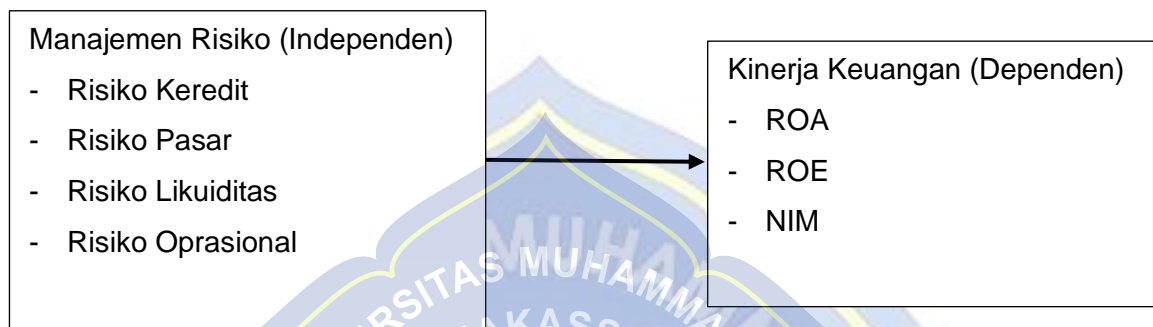 Manajemen Risiko (Independen)
- Risiko Keredit
- Risiko Pasar
- Risiko Likuiditas
- Risiko Oprasional
Kinerja Keuangan (Dependen)
- ROA
- ROE
- NIM